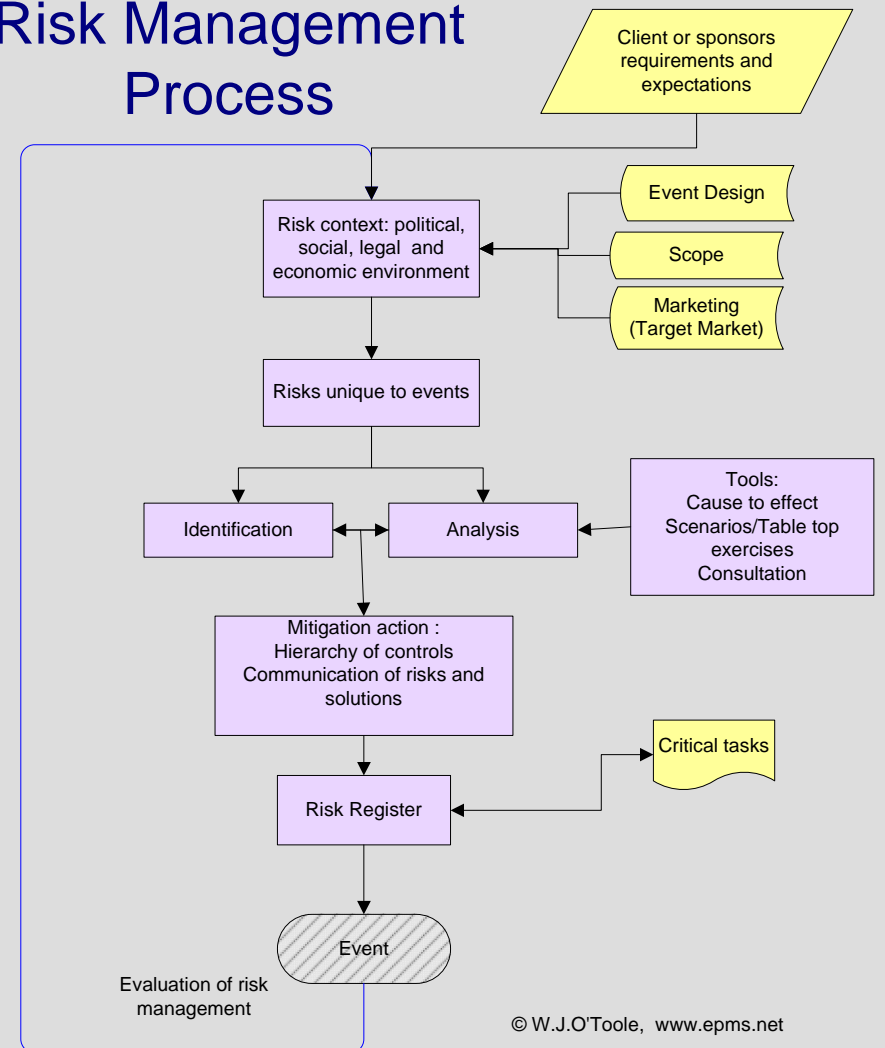 Risk Management
Process
Client or sponsors
requirements and
expectations
Event Design
Risk context: political,
social, legal and
economic environment
Scope
Marketing
(Target Market)
Risks unique to events
Tools:
Cause to effect
Scenarios/Table top
exercises
Consultation
Identification
Analysis
Mitigation action :
Hierarchy of controls
Communication of risks and
solutions
Critical tasks
Risk Register
Event
Evaluation of risk
management
© W.J.O'Toole, www.epms.net